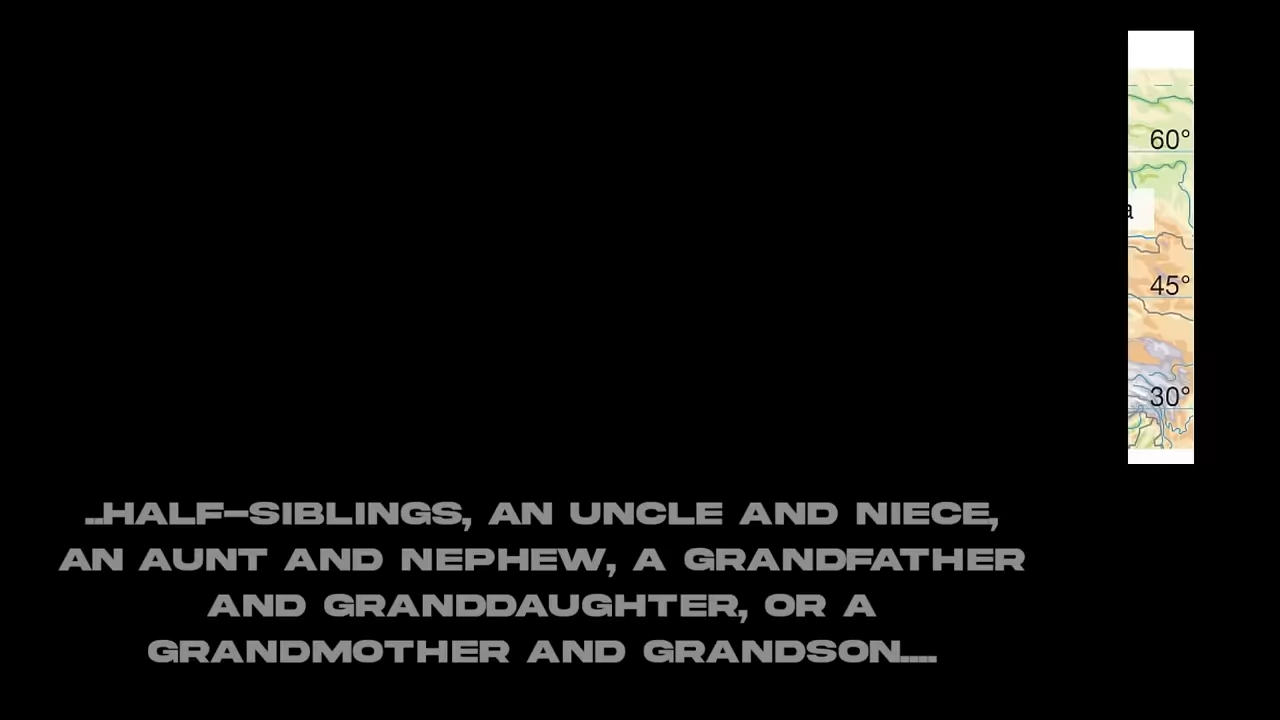 60°
a
45°
30°
..HALF-SIBLINGS, AN UNCLE AND NIECE,
AN AUNT AND NEPHEW, A GRANDFATHER
AND GRANDDAUGHTER, OR A
GRANDMOTHER AND GRANDSON....